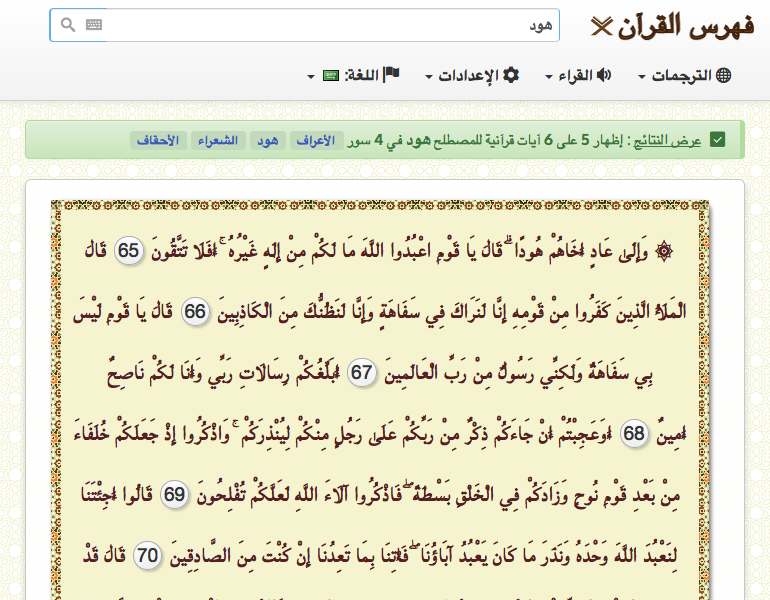 فهرس القرآن
هود
الترجمات القراء الإعدادات اللغة:
عرض النتائج : إظهار 5 على 6 آيات قرآنية للمصطلح هود في 4 سور الأعراف هود الشعراء الأحقاف
۞ وَإِلَىٰ عَادٍ أَخَاهُمْ هُودًا ۗ قَالَ يَا قَوْمِ اعْبُدُوا اللَّهَ مَا لَكُمْ مِنْ إِلَٰهٍ غَيْرُهُ ۚ أَفَلَا تَتَّقُونَ 65 قَالَ
الْمَلَأُ الَّذِينَ كَفَرُوا مِنْ قَوْمِهِ إِنَّا لَنَرَاكَ فِي سَفَاهَةٍ وَإِنَّا لَنَظُنُّكَ مِنَ الْكَاذِبِينَ 66 قَالَ يَا قَوْمِ لَيْسَ
بِي سَفَاهَةٌ وَلَٰكِنِّي رَسُولٌ مِنْ رَبِّ الْعَالَمِينَ 67 أُبَلِّغُكُمْ رِسَالَاتِ رَبِّي وَأَنَا لَكُمْ نَاصِحٌ
أَمِينٌ 68 أَوَعَجِبْتُمْ أَنْ جَاءَكُمْ ذِكْرٌ مِنْ رَبِّكُمْ عَلَىٰ رَجُلٍ مِنْكُمْ لِيُنْذِرَكُمْ ۚ وَاذْكُرُوا إِذْ جَعَلَكُمْ خُلَفَاءَ
مِنْ بَعْدِ قَوْمِ نُوحٍ وَزَادَكُمْ فِي الْخَلْقِ بَسْطَةً ۖ فَاذْكُرُوا آلَاءَ اللَّهِ لَعَلَّكُمْ تُفْلِحُونَ 69 قَالُوا أَجِئْتَنَا
لِنَعْبُدَ اللَّهَ وَحْدَهُ وَنَذَرَ مَا كَانَ يَعْبُدُ آبَاؤُنَا ۖ فَأْتِنَا بِمَا تَعِدُنَا إِنْ كُنْتَ مِنَ الصَّادِقِينَ 70 قَالَ قَدْ